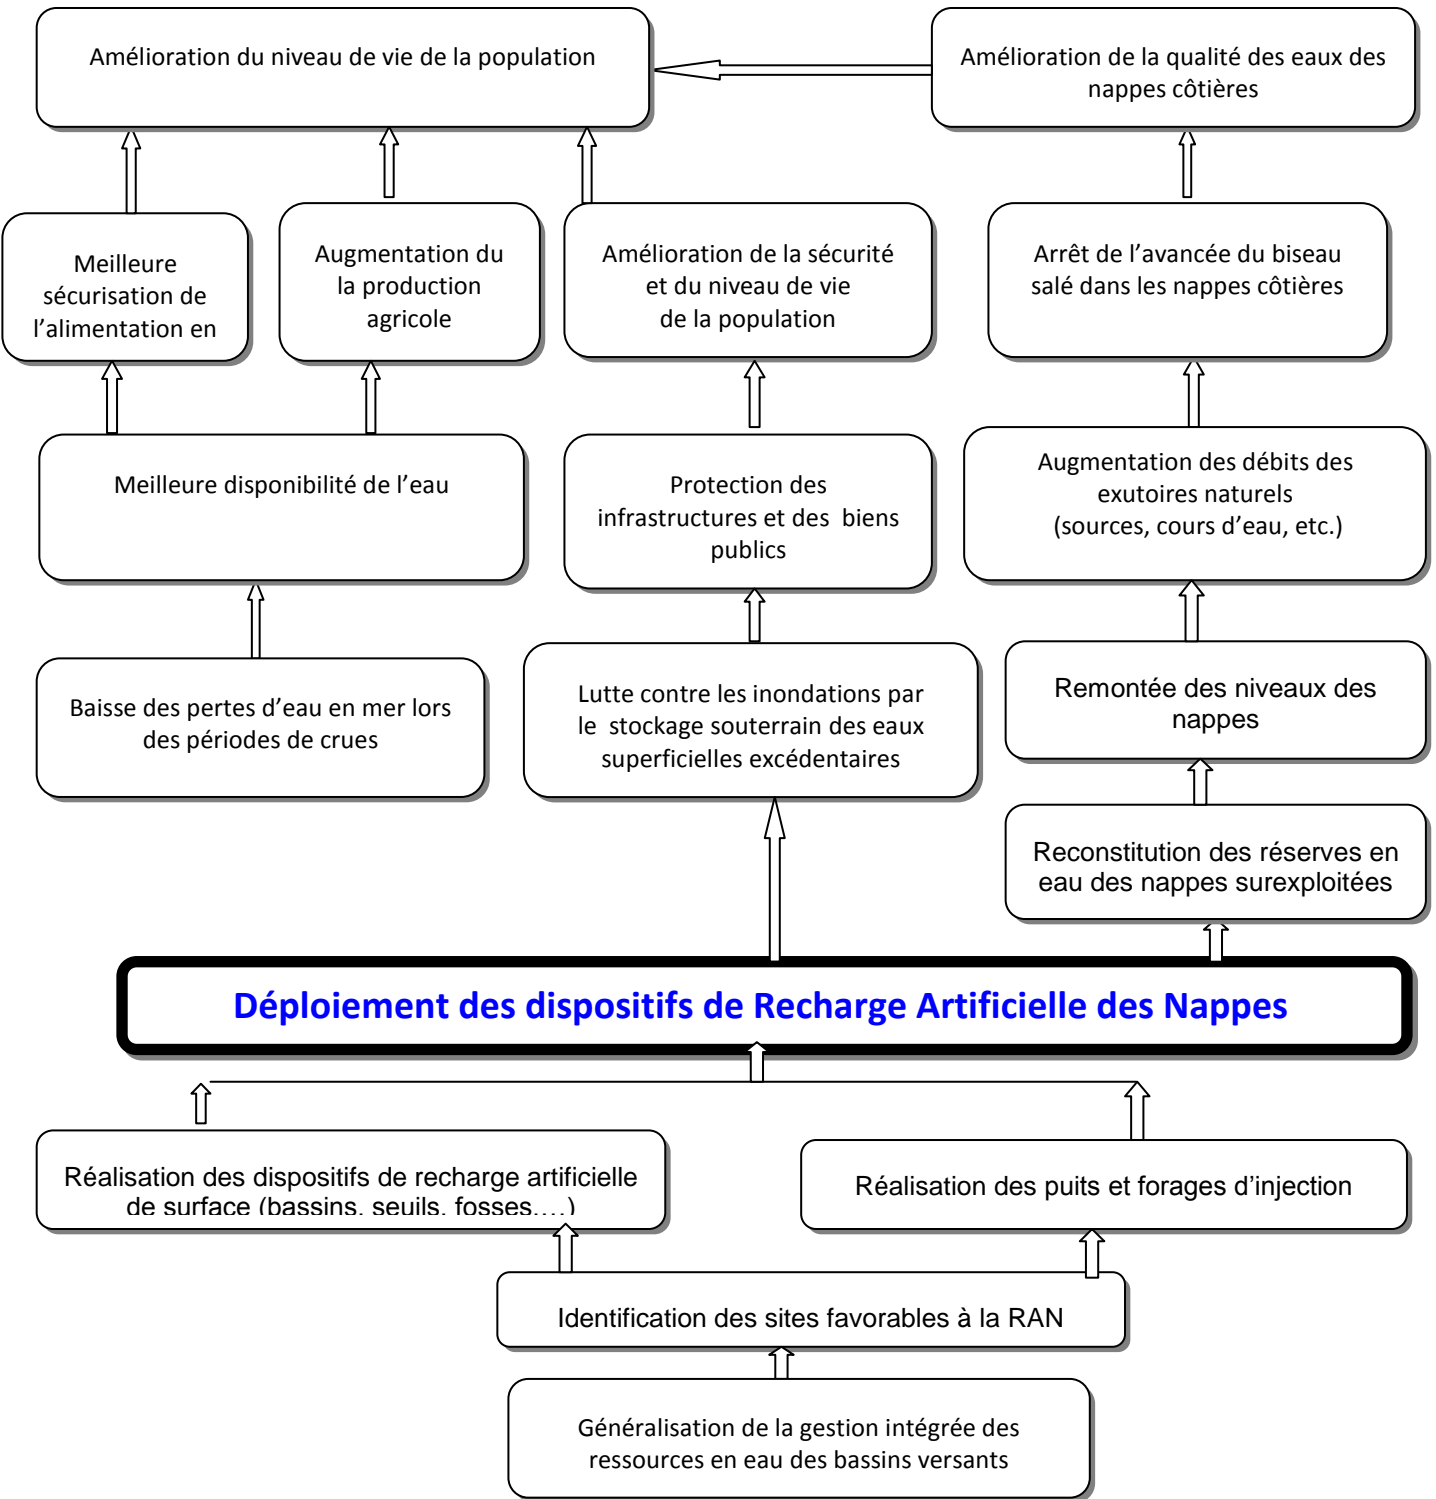 Amélioration du niveau de vie de la population
Amélioration de la qualité des eaux des
nappes côtières
Meilleure
sécurisation de
l’alimentation en
Augmentation du
la production
agricole
Amélioration de la sécurité
et du niveau de vie
de la population
Arrêt de l’avancée du biseau
salé dans les nappes côtières
Meilleure disponibilité de l’eau
Protection des
infrastructures et des biens
publics
Augmentation des débits des
exutoires naturels
(sources, cours d’eau, etc.)
Baisse des pertes d’eau en mer lors
des périodes de crues
Lutte contre les inondations par
le stockage souterrain des eaux
superficielles excédentaires
Remontée des niveaux des
nappes
Reconstitution des réserves en
eau des nappes surexploitées
Déploiement des dispositifs de Recharge Artificielle des Nappes
Réalisation des dispositifs de recharge artificielle
de surface (bassins, seuils, fosses,…)
Réalisation des puits et forages d’injection
Identification des sites favorables à la RAN
Généralisation de la gestion intégrée des
ressources en eau des bassins versants